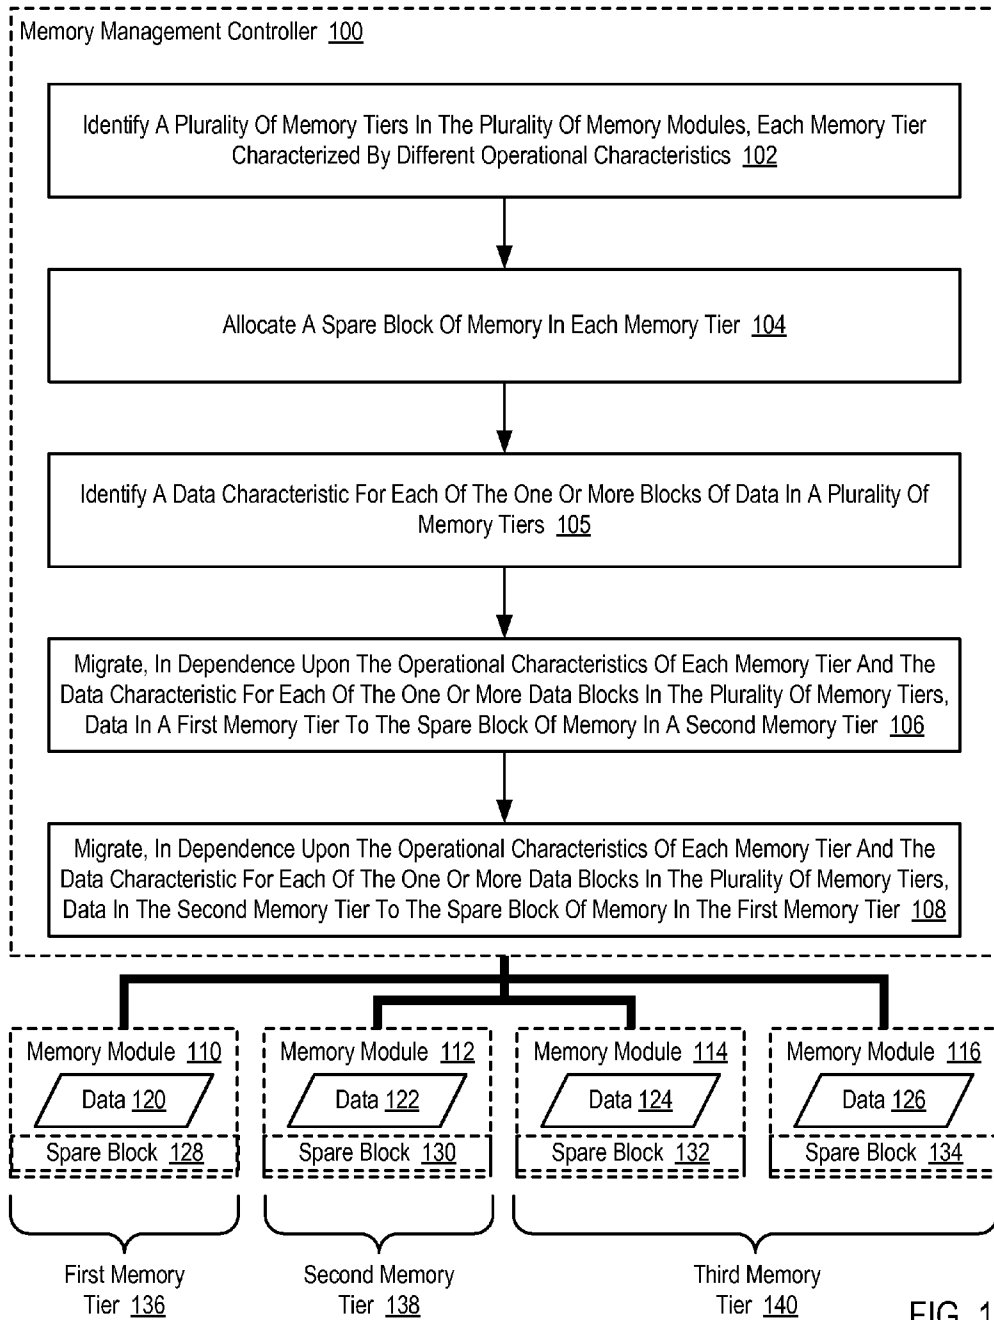 Memory Management Controller 100
Identify A Plurality Of Memory Tiers In The Plurality Of Memory Modules, Each Memory Tier
Characterized By Different Operational Characteristics 102
Allocate A Spare Block Of Memory In Each Memory Tier 104
Identify A Data Characteristic For Each Of The One Or More Blocks Of Data In A Plurality Of
Memory Tiers 105
Migrate, In Dependence Upon The Operational Characteristics Of Each Memory Tier And The
Data Characteristic For Each Of The One Or More Data Blocks In The Plurality Of Memory Tiers,
Data In A First Memory Tier To The Spare Block Of Memory In A Second Memory Tier 106
Migrate, In Dependence Upon The Operational Characteristics Of Each Memory Tier And The
Data Characteristic For Each Of The One Or More Data Blocks In The Plurality Of Memory Tiers,
Data In The Second Memory Tier To The Spare Block Of Memory In The First Memory Tier 108
Memory Module 110
Data 120
Spare Block 128
Memory Module 112
Data 122
Spare Block 130
Memory Module 114
Data 124
Spare Block 132
Memory Module 116
Data 126
Spare Block 134
First Memory
Tier 136
Second Memory
Tier 138
Third Memory
Tier 140
FIG. 1